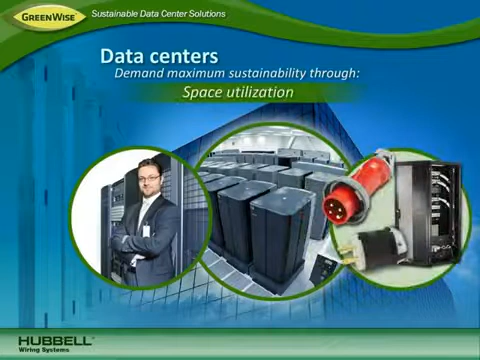 GREENWISE
Sustainable Data Center Solutions
Data centers
Demand maximum sustainability through:
Space utilization
HUBBELL
Wiring Systems